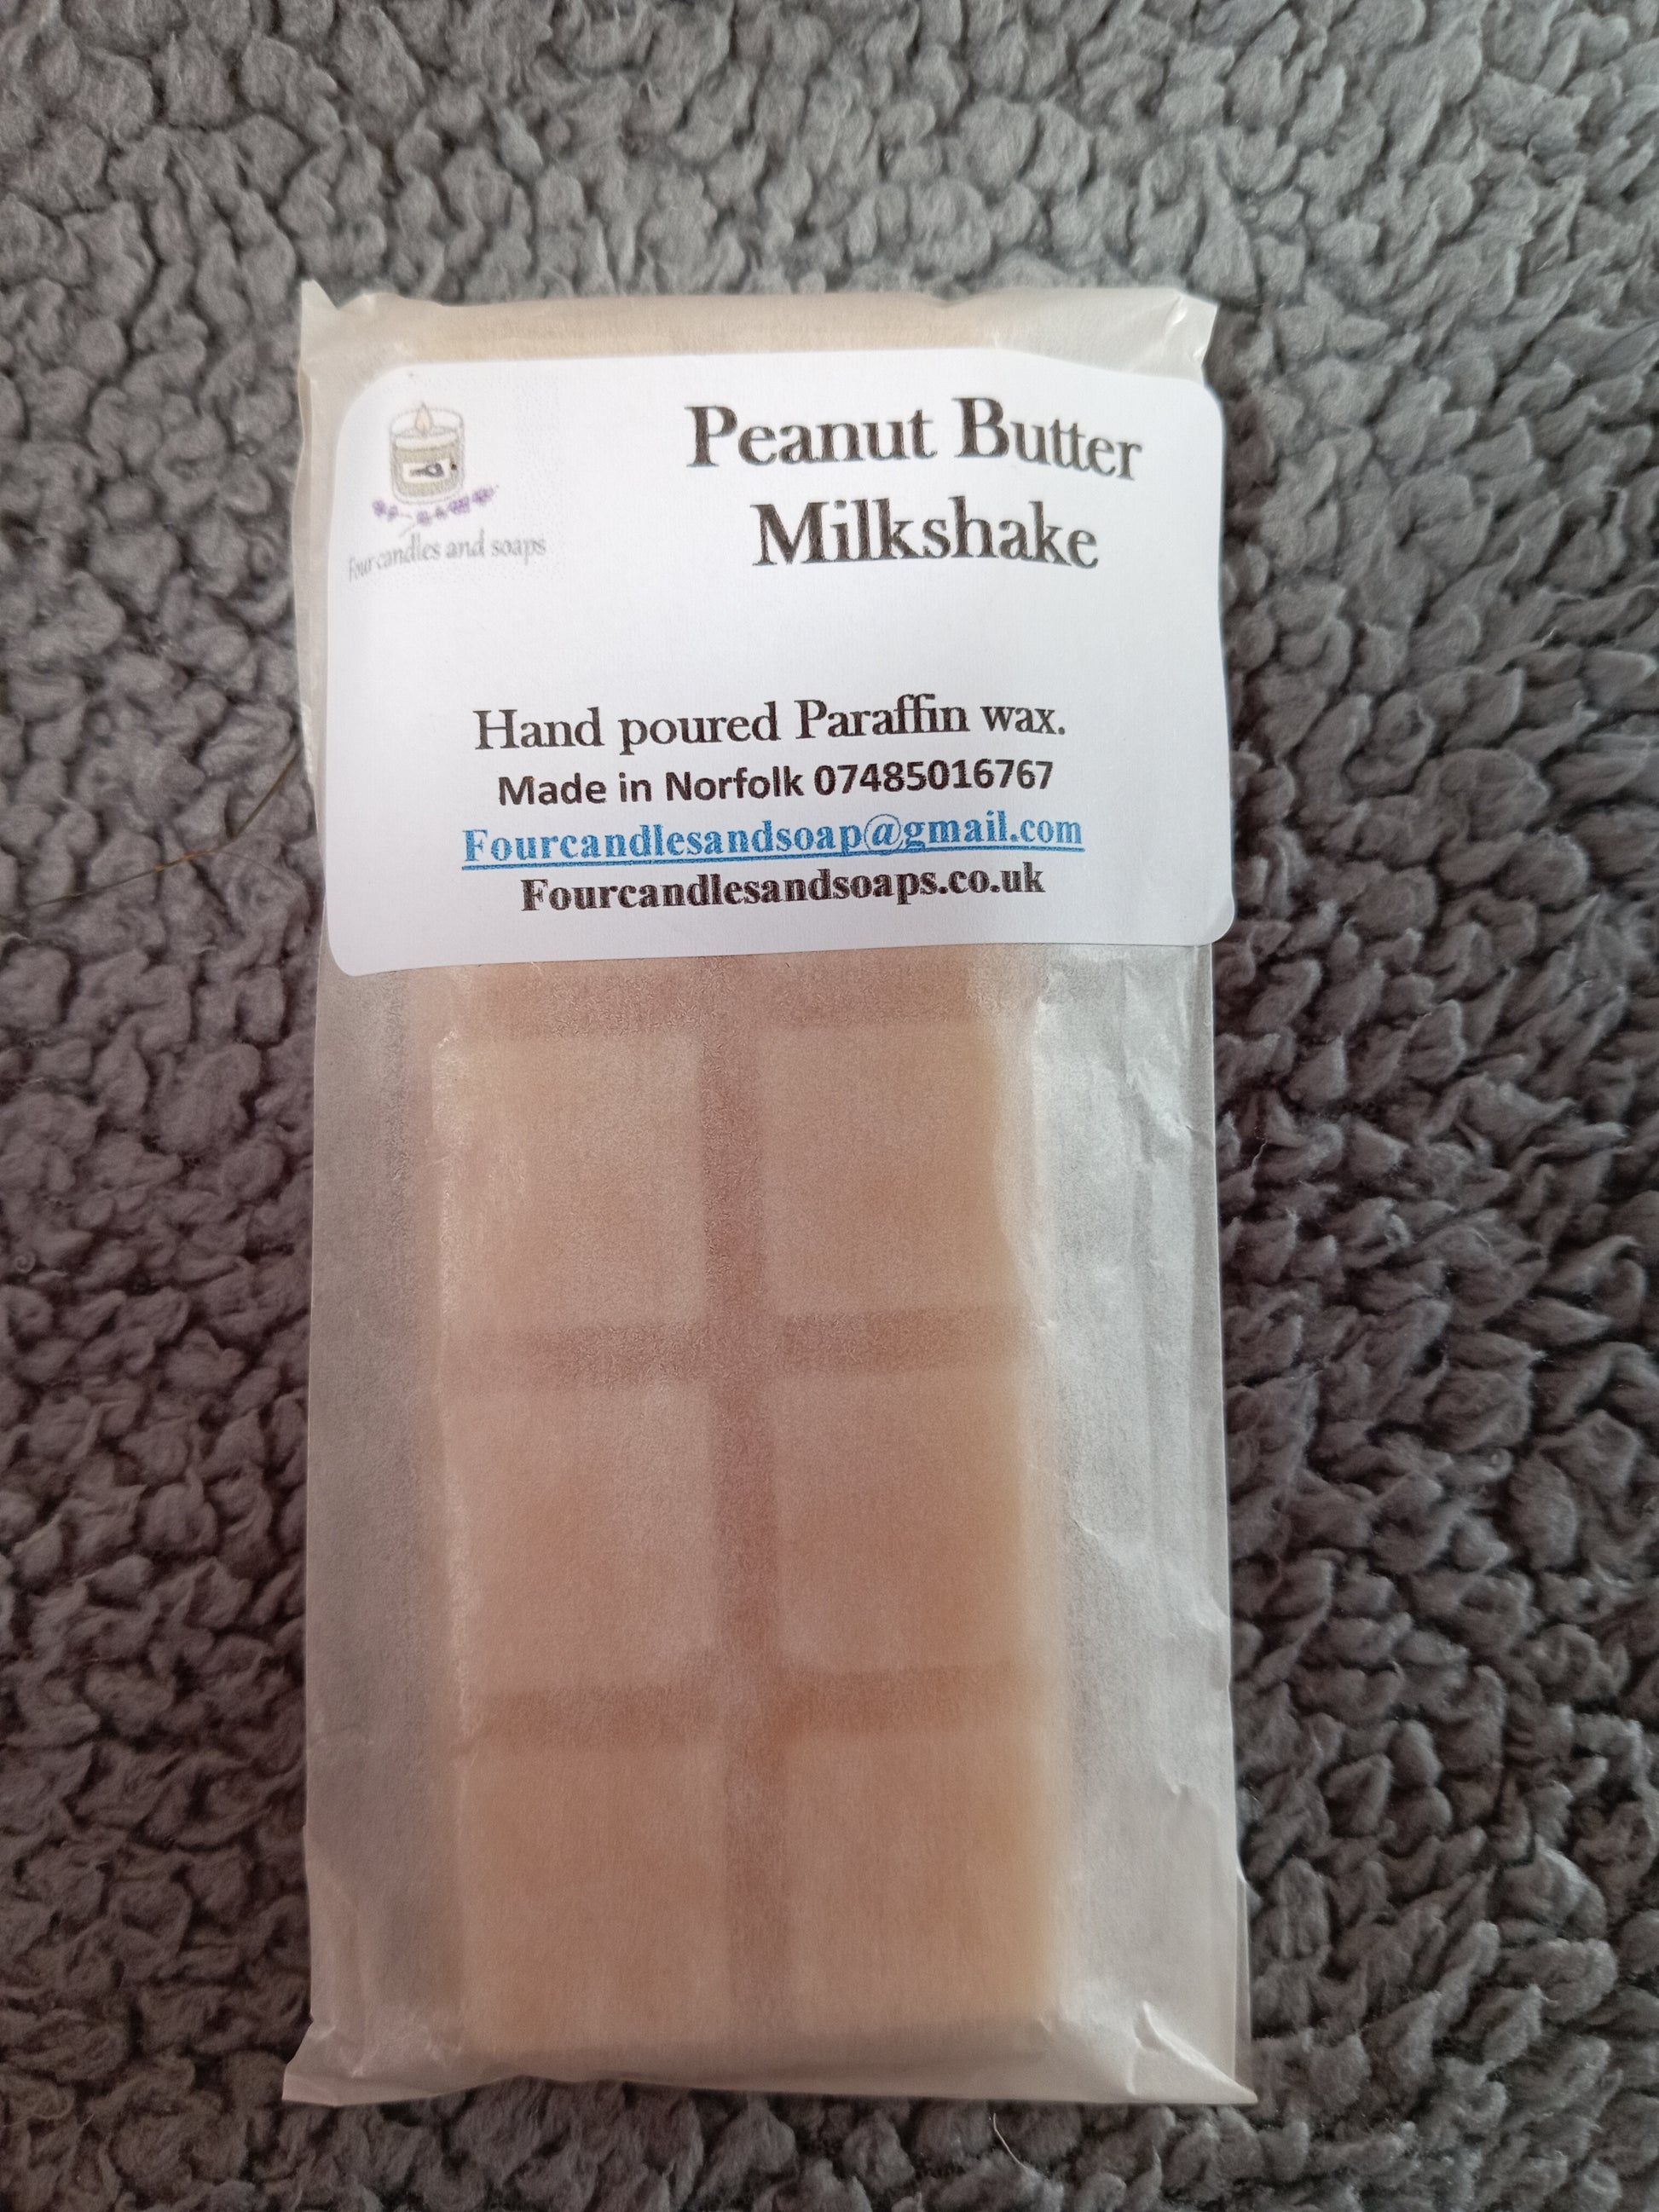 Four candles and soaps
Peanut Butter
Milkshake
Hand poured Paraffin wax.
Made in Norfolk 07485016767
Fourcandlesandsoap@gmail.com
Fourcandlesandsoaps.co.uk